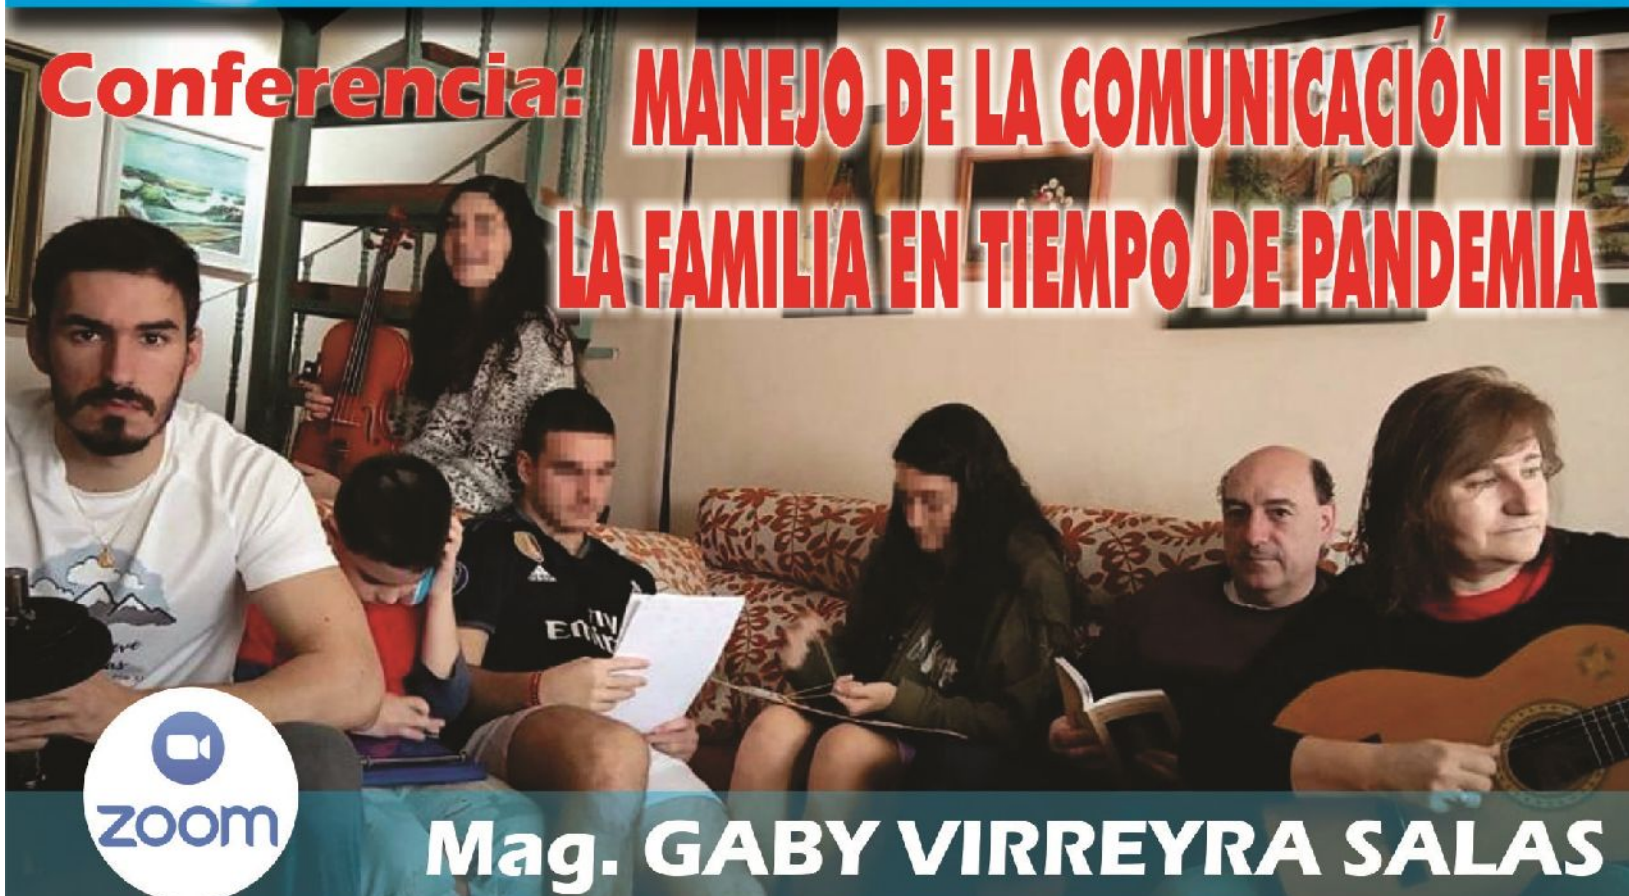 Conferencia: MANEJO DE LA COMUNICACIÓN EN
LA FAMILIA EN TIEMPO DE PANDEMIA
zoom
Mag. GABY VIRREYRA SALAS